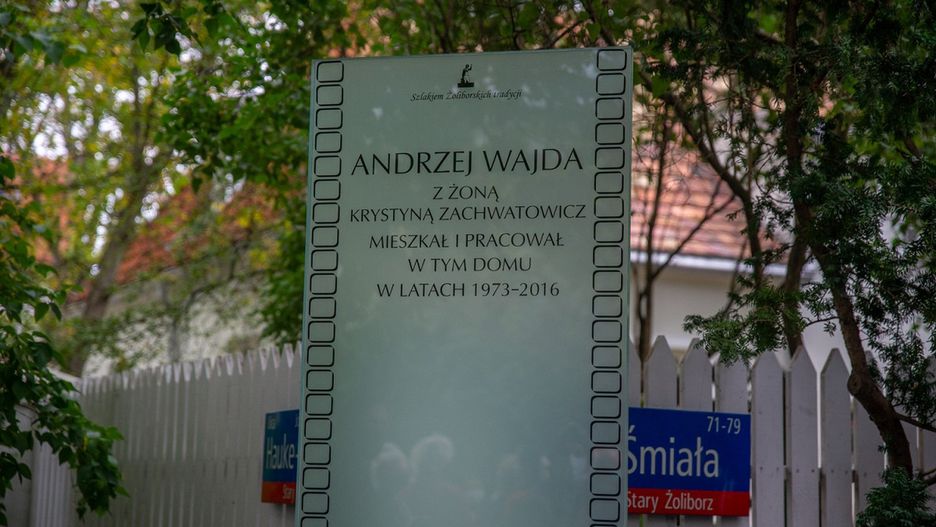 Szlakiem Żoliborskich tradycji
ANDRZEJ WAJDA
Z ŻONĄ
KRYSTYNĄ ZACHWATOWICZ
MIESZKAŁ I PRACOWAŁ
W TYM DOMU
W LATACH 1973–2016
Hauke-
Stary
71-79
Śmiała
Stary Żoliborz